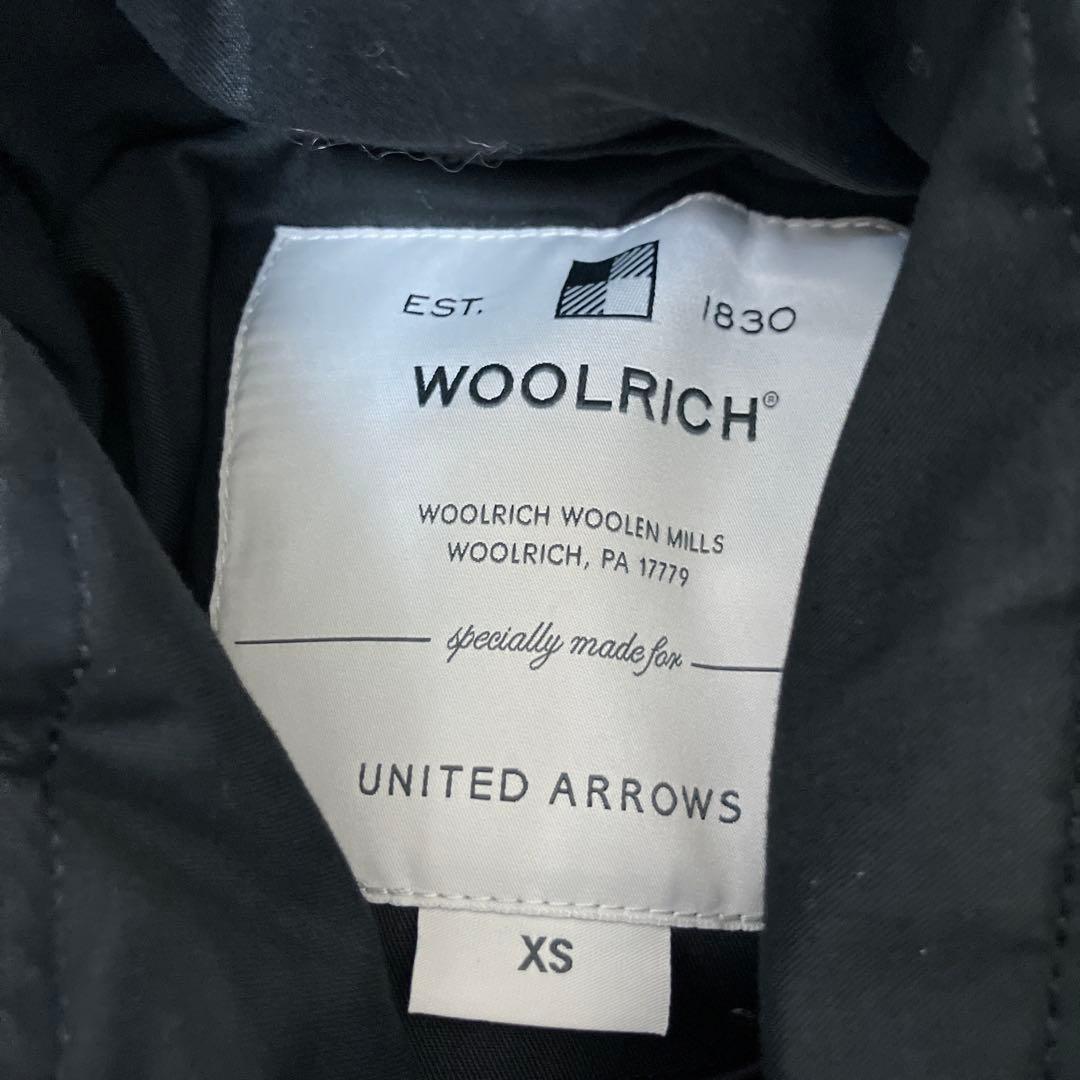 EST. 1830
WOOLRICH®
WOOLRICH WOOLEN MILLS
WOOLRICH, PA 17779
specially made for
UNITED ARROWS
XS